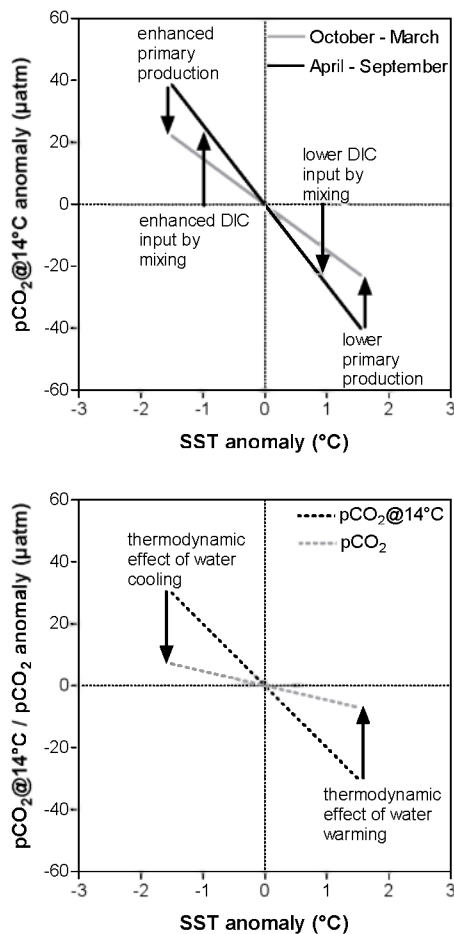 60
40
20
0
-20
-40
-60
pCO2@14°C anomaly (µatm)
enhanced
primary
production
October - March
April - September
lower DIC
input by
mixing
enhanced DIC
input by
mixing
lower
primary
production
-3 -2 -1 0 1 2 3
SST anomaly (°C)
60
40
20
0
-20
-40
-60
pCO2@14°C / pCO2 anomaly (µatm)
pCO2@14°C
pCO2
thermodynamic
effect of water
cooling
thermodynamic
effect of water
warming
-3 -2 -1 0 1 2 3
SST anomaly (°C)